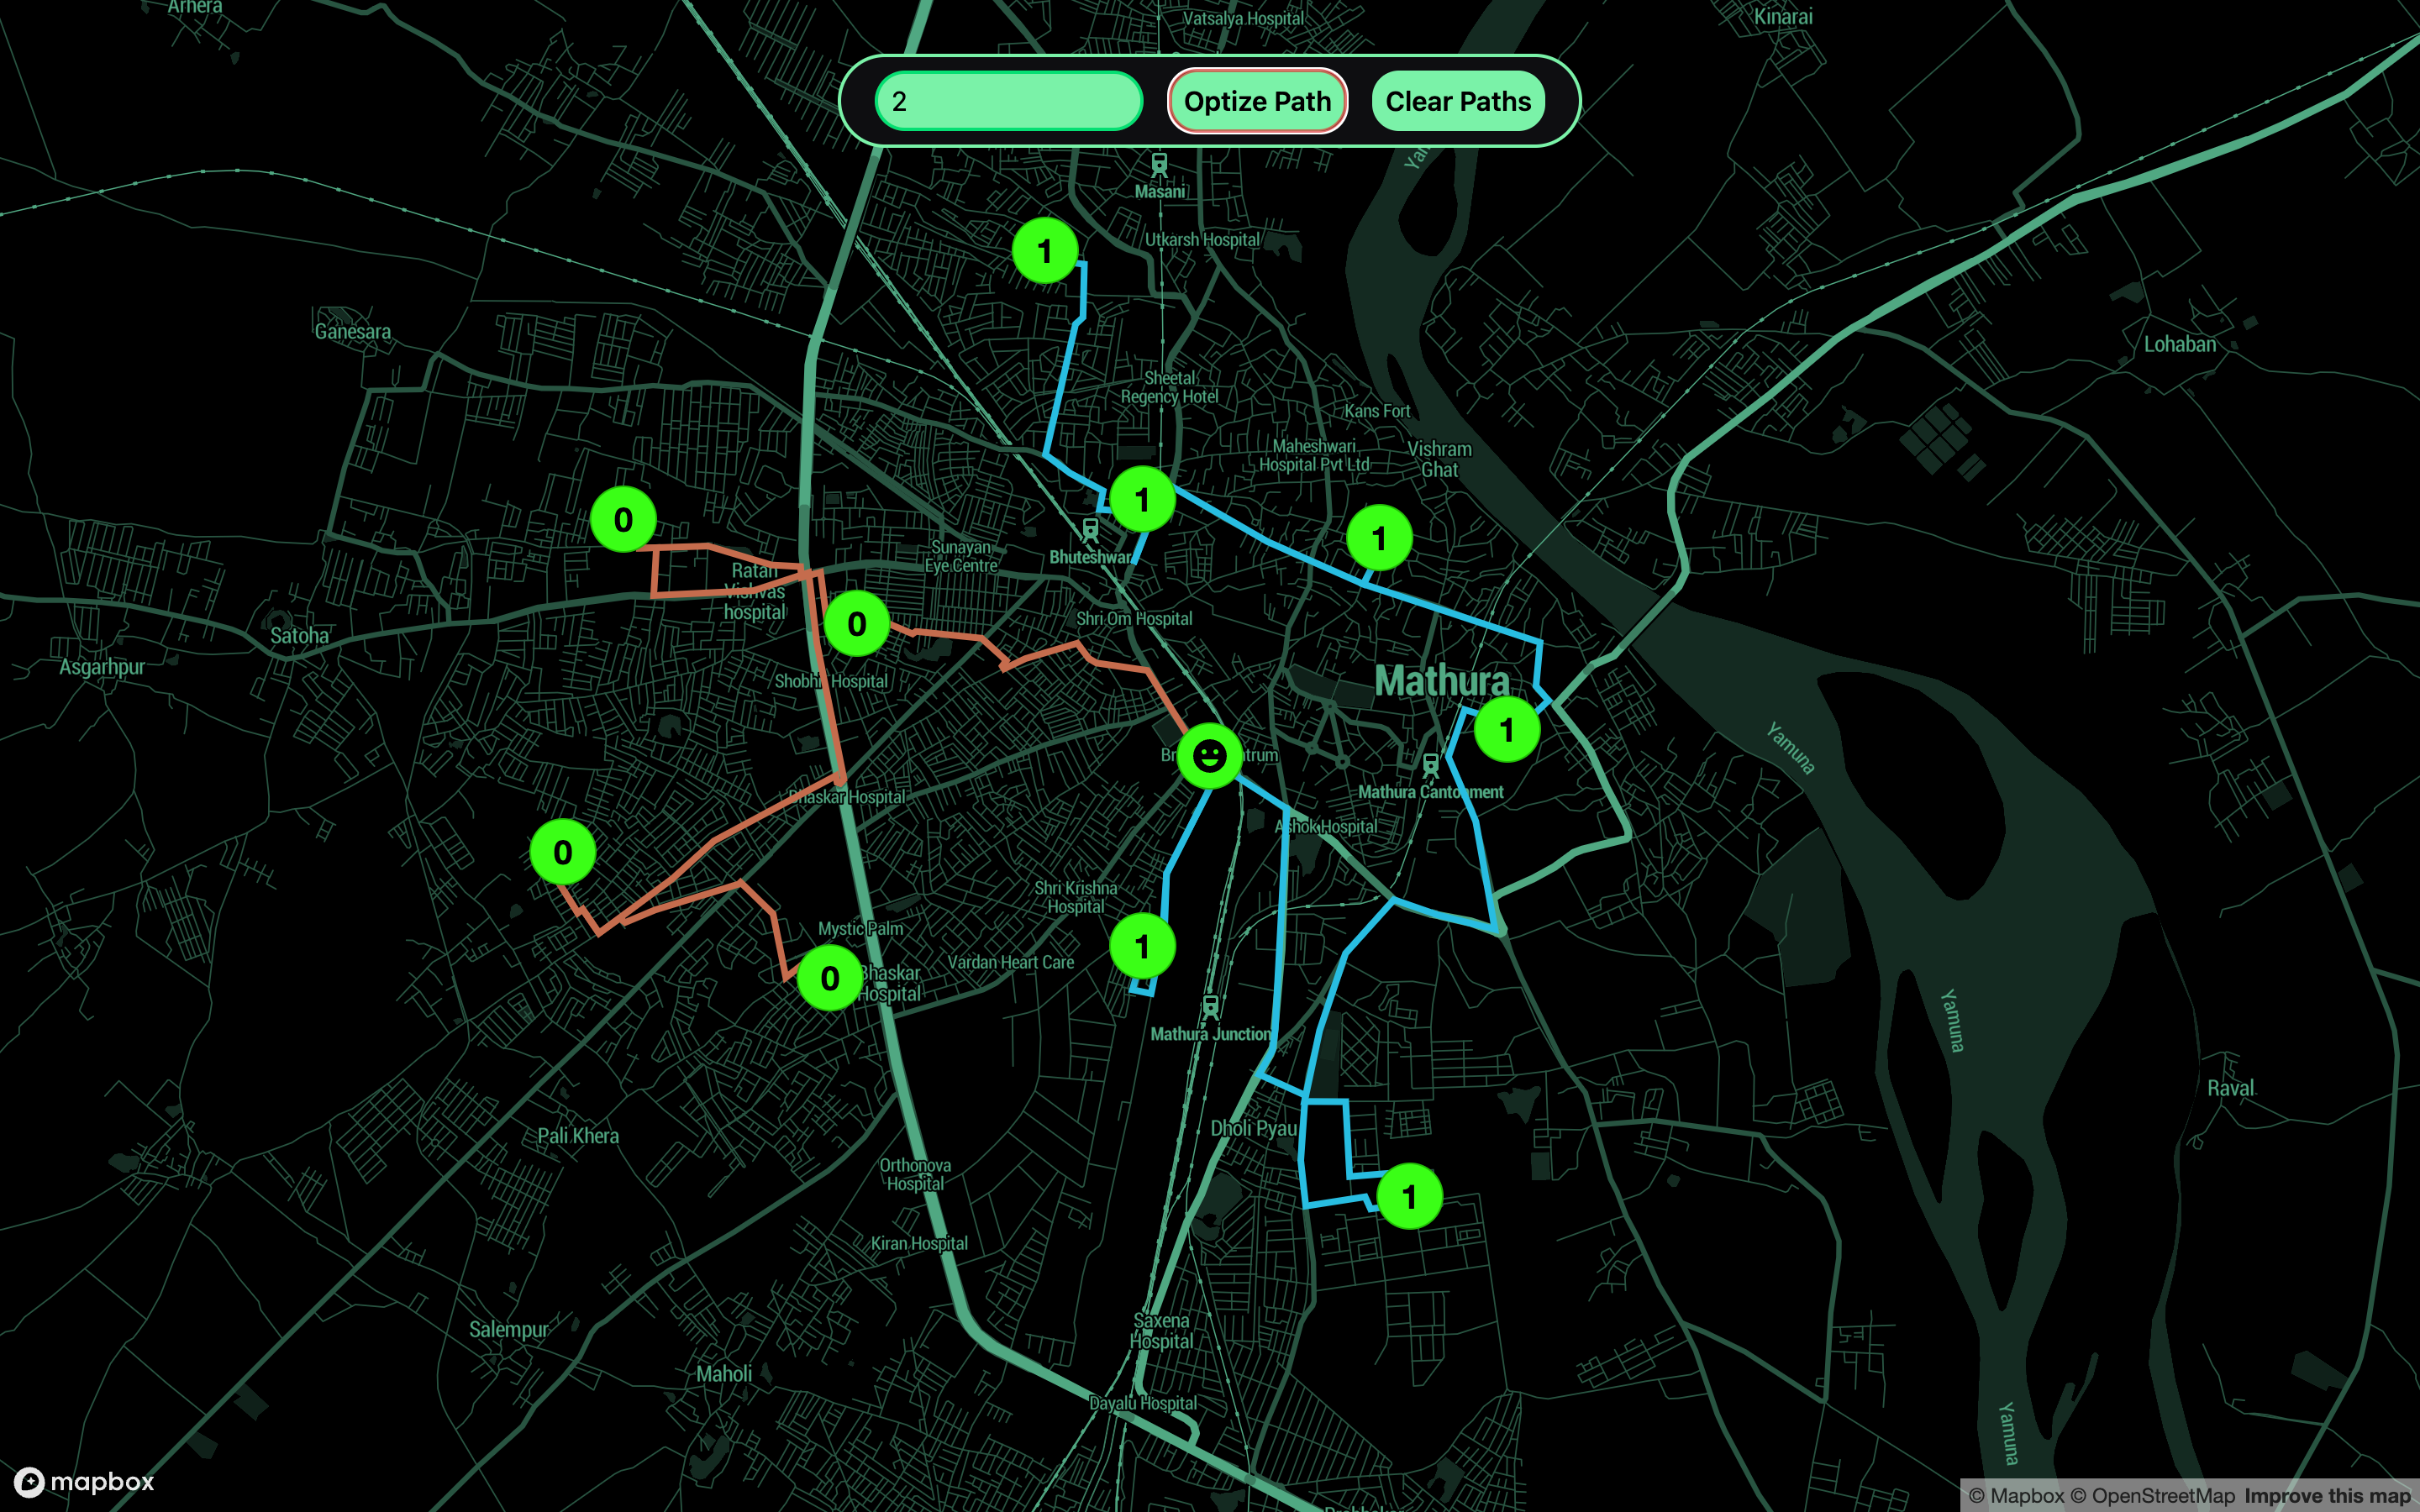 Arhera
Vatsalya Hospital
Kinarai
2
Optize Path
Clear Paths
Masani
1
Utkarsh Hospital
Ganesara
Lohaban
Sheetal
Regency Hotel
Kans Fort
Maheshwari
Hospital Pvt Ltd
Vishram
Ghat
1
0
1
Bhuteshwar
Sunayan
Eye Centre
Ratan
Vishvas
hospital
0
Shri Om Hospital
Satoha
Asgarhpur
Shobhi Hospital
Mathura
1
Yamuna
Mathura Cantonment
Bhaskar Hospital
Ashok Hospital
0
Shri Krishna
Hospital
Mystic Palm
1
Vardan Heart Care
0
Bhaskar
Hospital
Yamuna
Mathura Junction
Raval
Dholi Pyau
Pali Khera
Orthonova
Hospital
1
Kiran Hospital
Salempur
Saxena
Hospital
Maholi
Dayalu Hospital
Yamuna
mapbox
© Mapbox © OpenStreetMap Improve this map